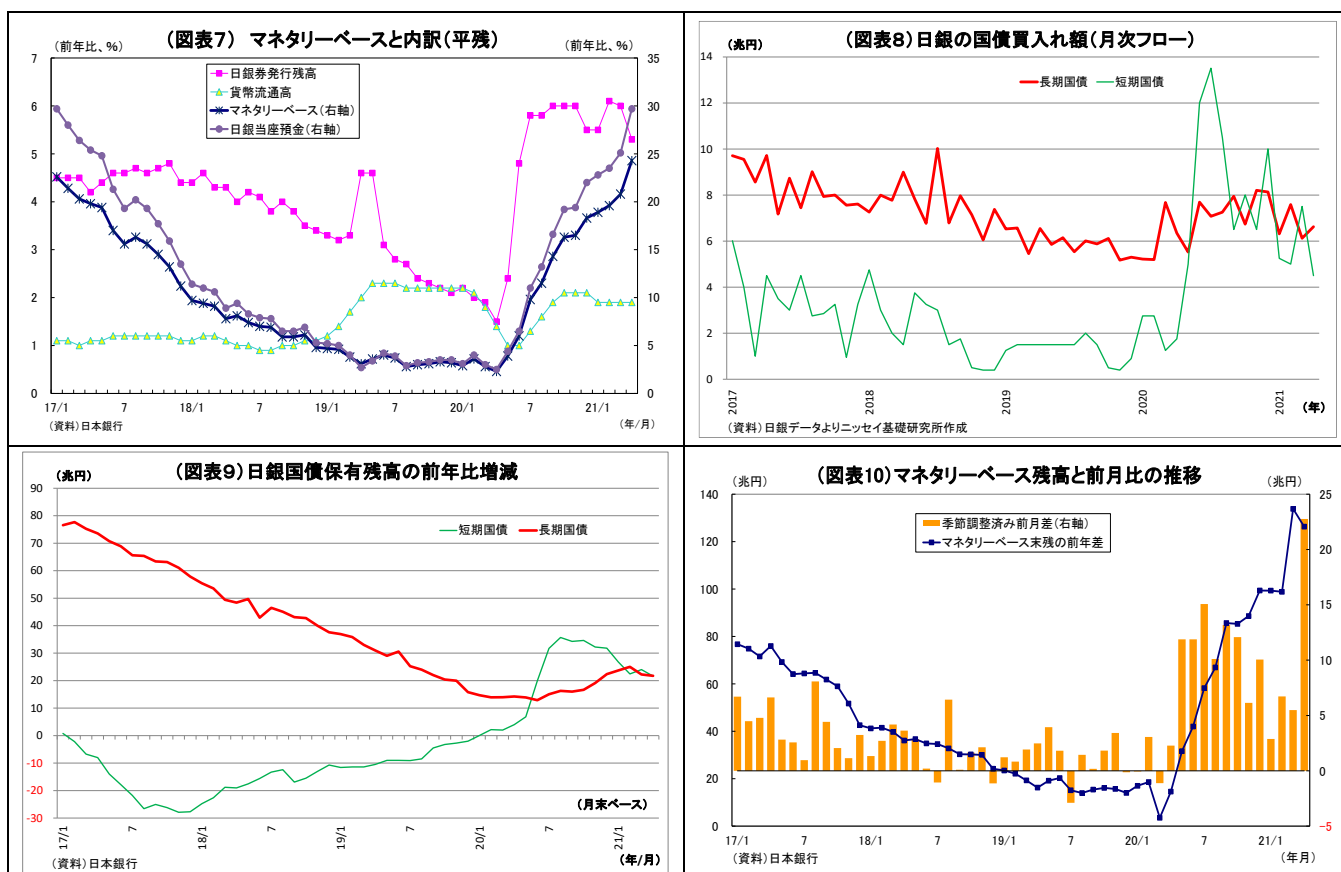 (図表7) マネタリーベースと内訳(平残)
(前年比、%)
(前年比、%)
日銀券発行残高
貨幣流通高
マネタリーベース(右軸)
日銀当座預金(右軸)
7
6
5
4
3
2
1
0
35
30
25
20
15
10
5
0
17/1 7 18/1 7 19/1 7 20/1 7 21/1
(資料)日本銀行
(年/月)
(図表8)日銀の国債買入れ額(月次フロー)
(兆円)
長期国債 短期国債
14
12
10
8
6
4
2
0
2017 2018 2019 2020 2021
(年)
(資料)日銀データよりニッセイ基礎研究所作成
(図表9)日銀国債保有残高の前年比増減
(兆円)
短期国債 長期国債
90
80
70
60
50
40
30
20
10
0
-10
-20
-30
(月末ベース)
17/1 7 18/1 7 19/1 7 20/1 7 21/1
(資料)日本銀行
(年/月)
(図表10)マネタリーベース残高と前月比の推移
(兆円)
(兆円)
季節調整済み前月差(右軸)
マネタリーベース末残の前年差
140
120
100
80
60
40
20
0
25
20
15
10
5
0
-5
17/1 7 18/1 7 19/1 7 20/1 7 21/1
(資料)日本銀行
年月)